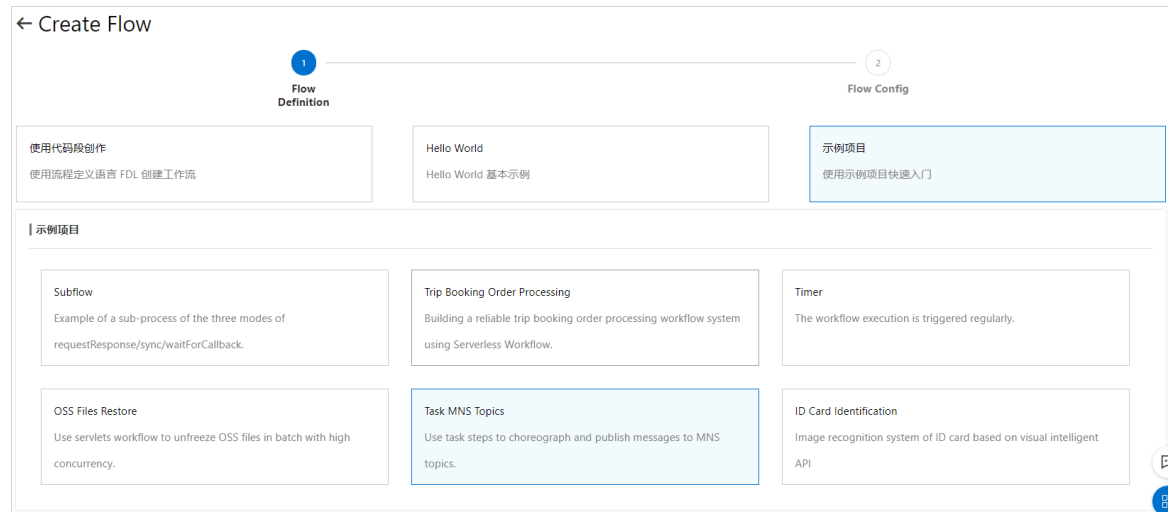 ← Create Flow
1
2
Flow
Definition
Flow Config
使用代码段创作
使用流程定义语言 FDL 创建工作流
Hello World
Hello World 基本示例
示例项目
使用示例项目快速入门
示例项目
Subflow
Example of a sub-process of the three modes of
requestResponse/sync/waitForCallback.
Trip Booking Order Processing
Building a reliable trip booking order processing workflow system
using Serverless Workflow.
Timer
The workflow execution is triggered regularly.
OSS Files Restore
Use servlets workflow to unfreeze OSS files in batch with high
concurrency.
Task MNS Topics
Use task steps to choreograph and publish messages to MNS
topics.
ID Card Identification
Image recognition system of ID card based on visual intelligent
API